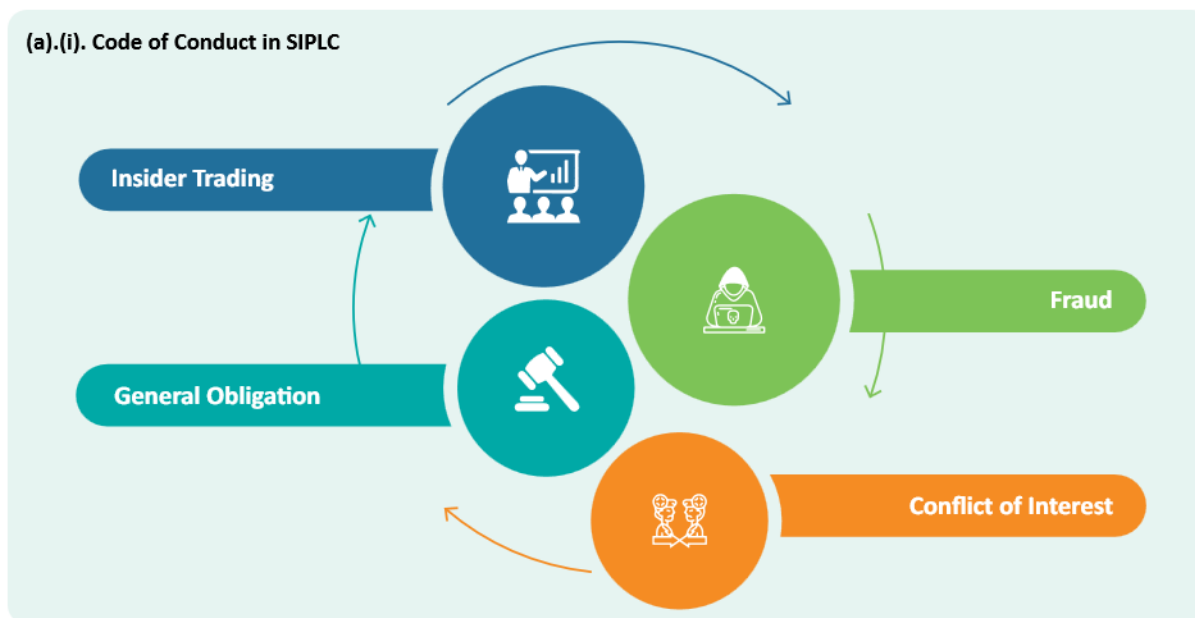 (a).(i). Code of Conduct in SIPLC
Insider Trading
Fraud
General Obligation
Conflict of Interest